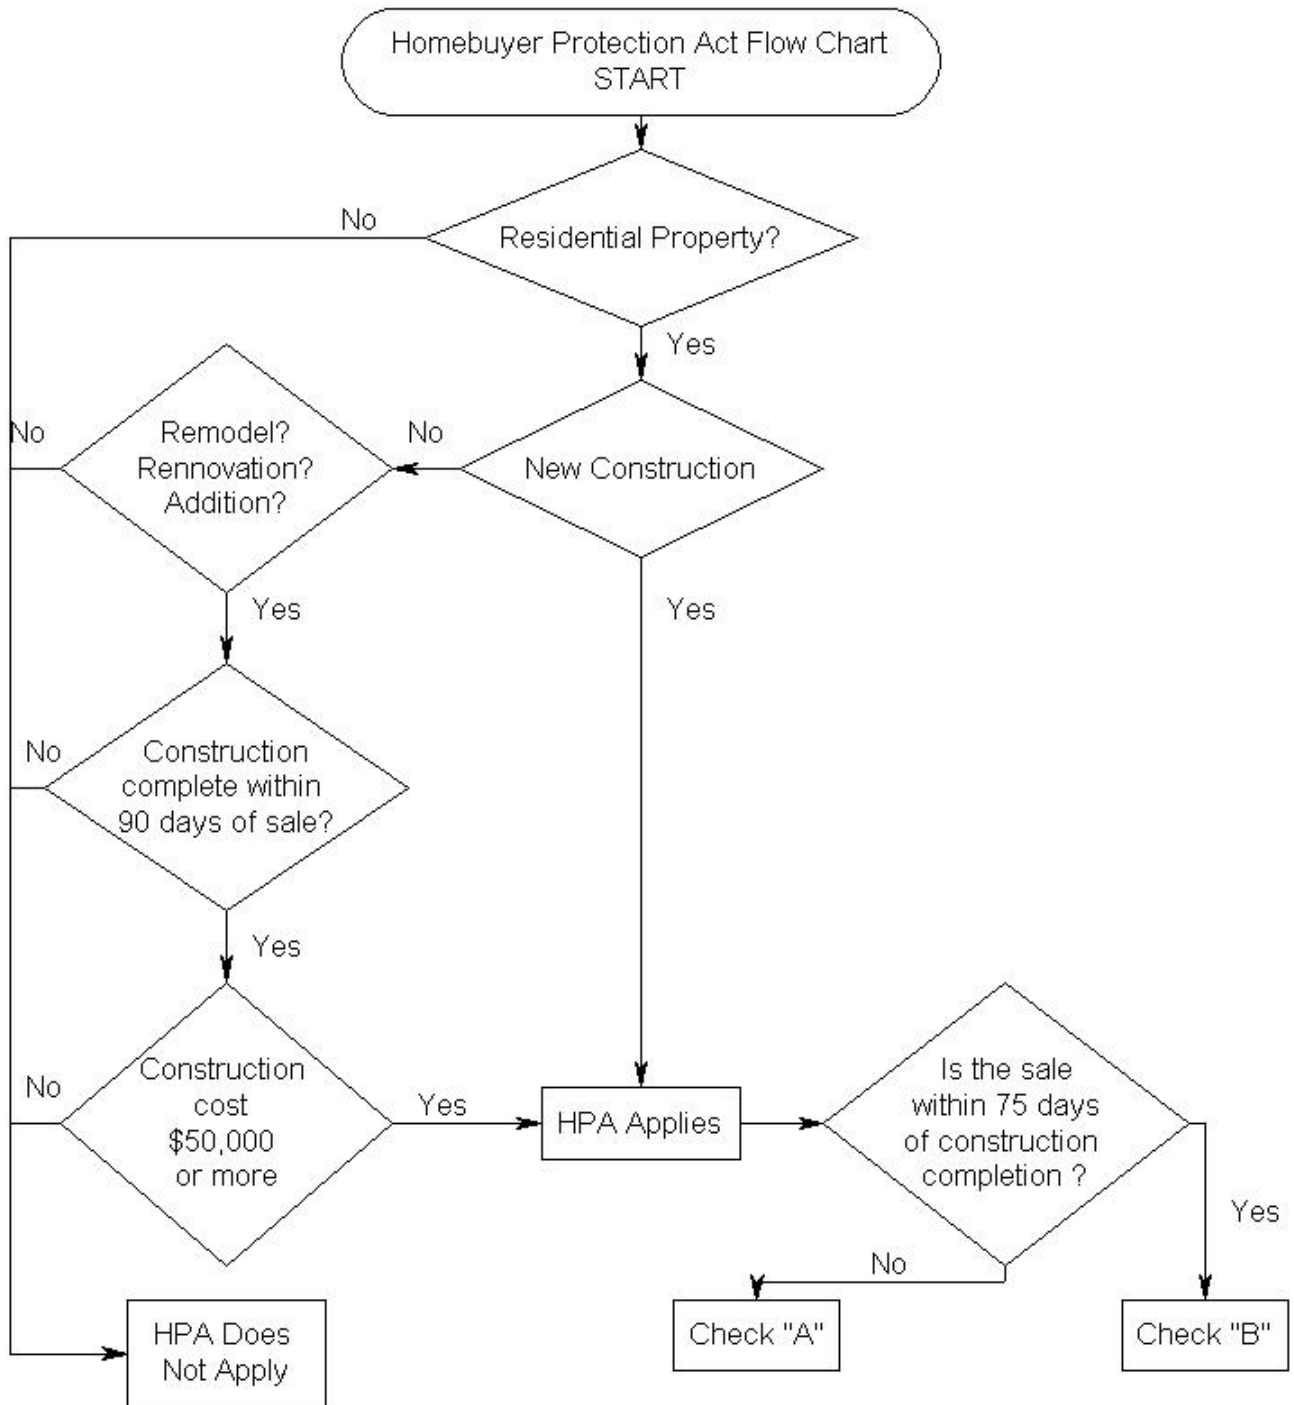 Homebuyer Protection Act Flow Chart
START
No
Residential Property?
Yes
No
Remodel?
Rennovation?
Addition?
No
New Construction
Yes
Yes
No
Construction
complete within
90 days of sale?
Yes
No
Construction
cost
$50,000
or more
Yes
HPA Applies
Is the sale
within 75 days
of construction
completion ?
Yes
No
HPA Does
Not Apply
Check "A"
Check "B"